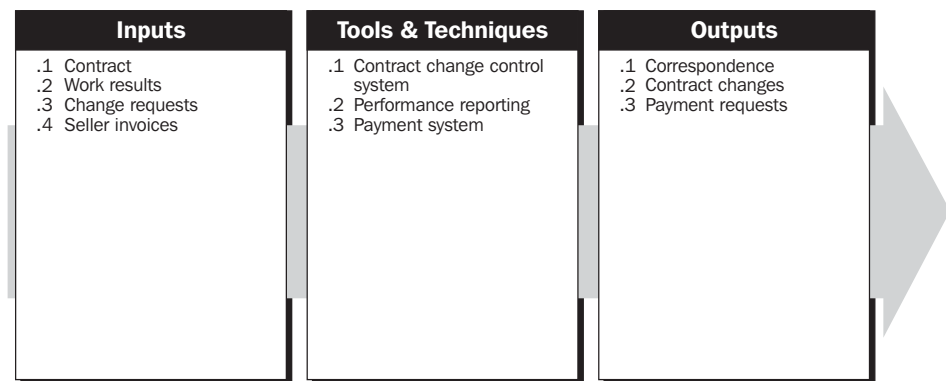 Inputs
.1 Contract
.2 Work results
.3 Change requests
.4 Seller invoices
Tools & Techniques
.1 Contract change control
system
.2 Performance reporting
.3 Payment system
Outputs
.1 Correspondence
.2 Contract changes
.3 Payment requests